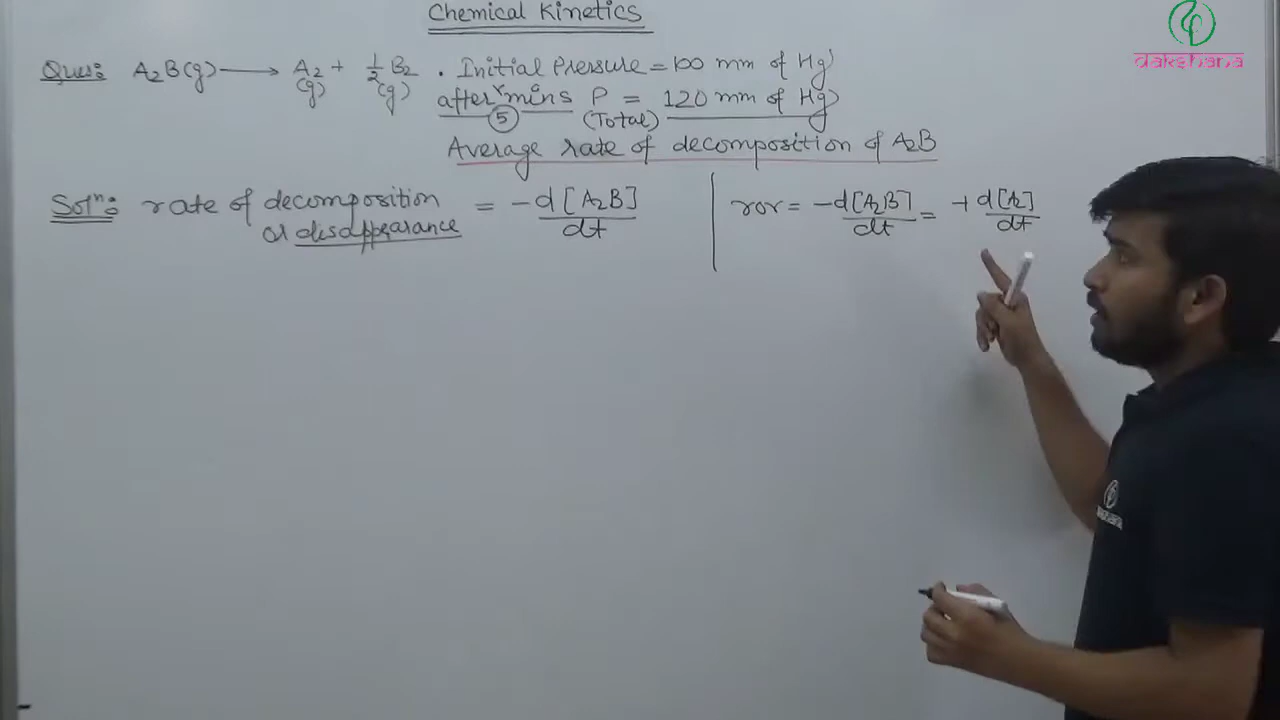 Chemical Kinetics
dakshana
Ques: A₂B(g) ⟶ A₂(g) + ½ B₂(g) . Initial Pressure = 100 mm of Hg
after 5 mins P(Total) = 120 mm of Hg
Average rate of decomposition of A₂B
Solⁿ: rate of decomposition or disappearance = -d[A₂B]/dt
ror = -d[A₂B]/dt = +d[A₂]/dt